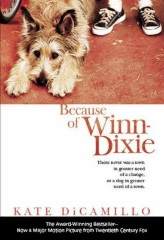 Because
of Winn-
Dixie
There never was a town
in greater need
of a change,
or a dog in greater
need of a town.
KATE DiCAMILLO
The Award-Winning Bestseller–
Now a Major Motion Picture from Twentieth Century Fox